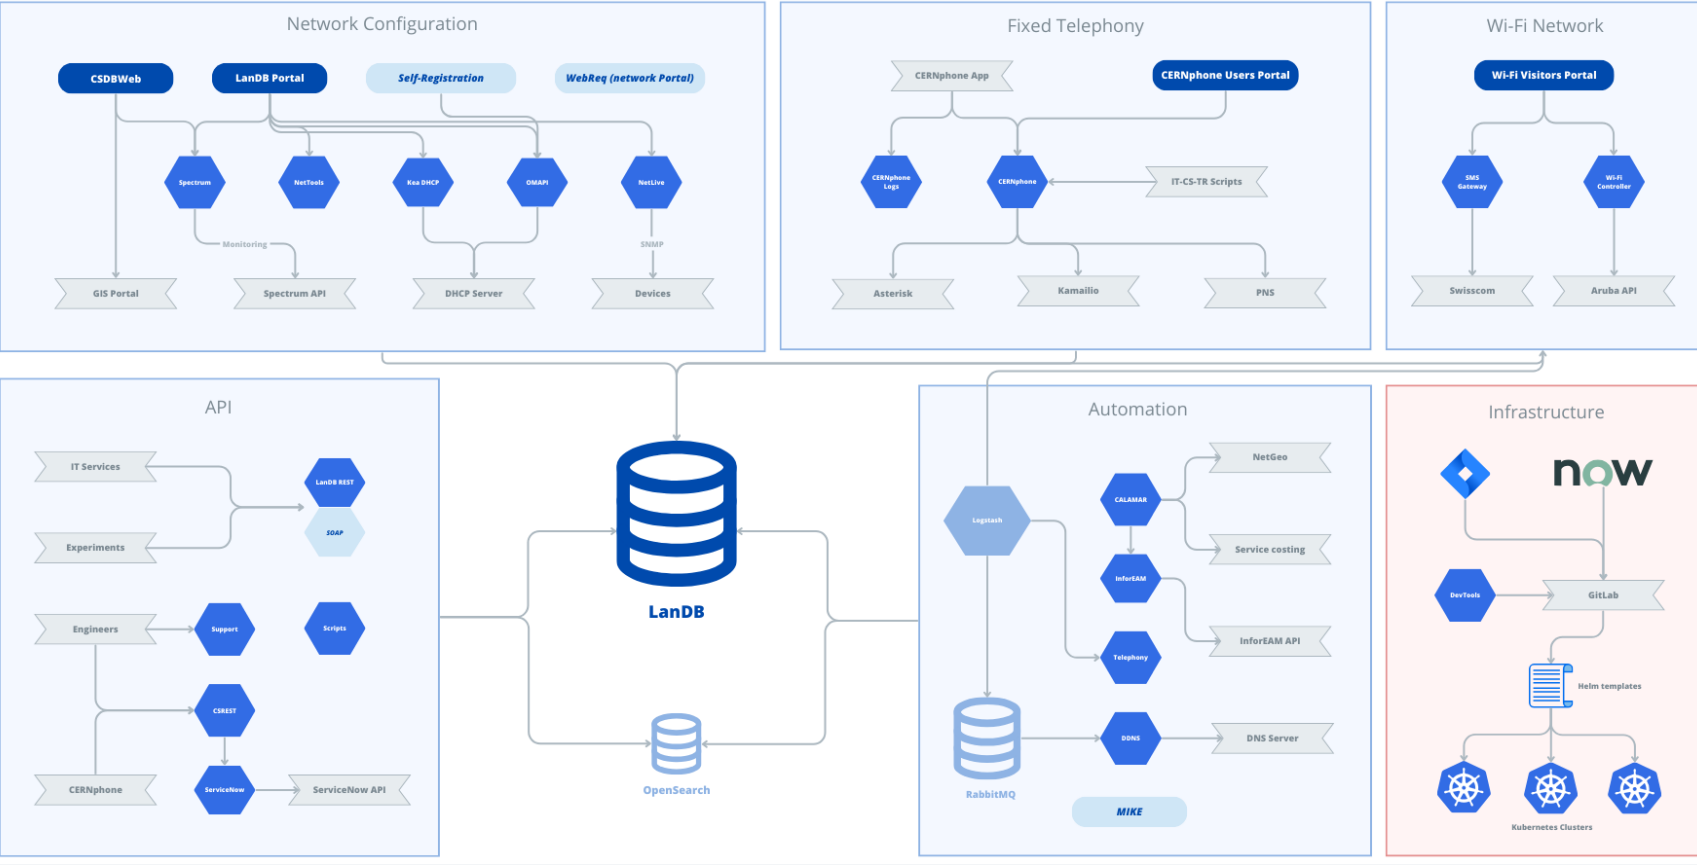 Network Configuration
CSDBWeb
LanDB Portal
Self-Registration
WebReq (network Portal)
Spectrum
NetTools
Kea DHCP
OMAPI
NetLive
Monitoring
SNMP
GIS Portal
Spectrum API
DHCP Server
Devices
Fixed Telephony
CERNphone App
CERNphone Users Portal
CERNphone
Logs
CERNphone
IT-CS-TR Scripts
Asterisk
Kamailio
PNS
Wi-Fi Network
Wi-Fi Visitors Portal
SMS
Gateway
Wi-Fi
Controller
Swisscom
Aruba API
API
IT Services
LanDB REST
SOAP
Experiments
Engineers
Support
Scripts
CSREST
CERNphone
ServiceNow
ServiceNow API
LanDB
OpenSearch
Automation
NetGeo
CALAMAR
Logstash
Service costing
InforEAM
InforEAM API
Telephony
DDNS
DNS Server
RabbitMQ
MIKE
Infrastructure
now
DevTools
GitLab
Helm templates
Kubernetes Clusters